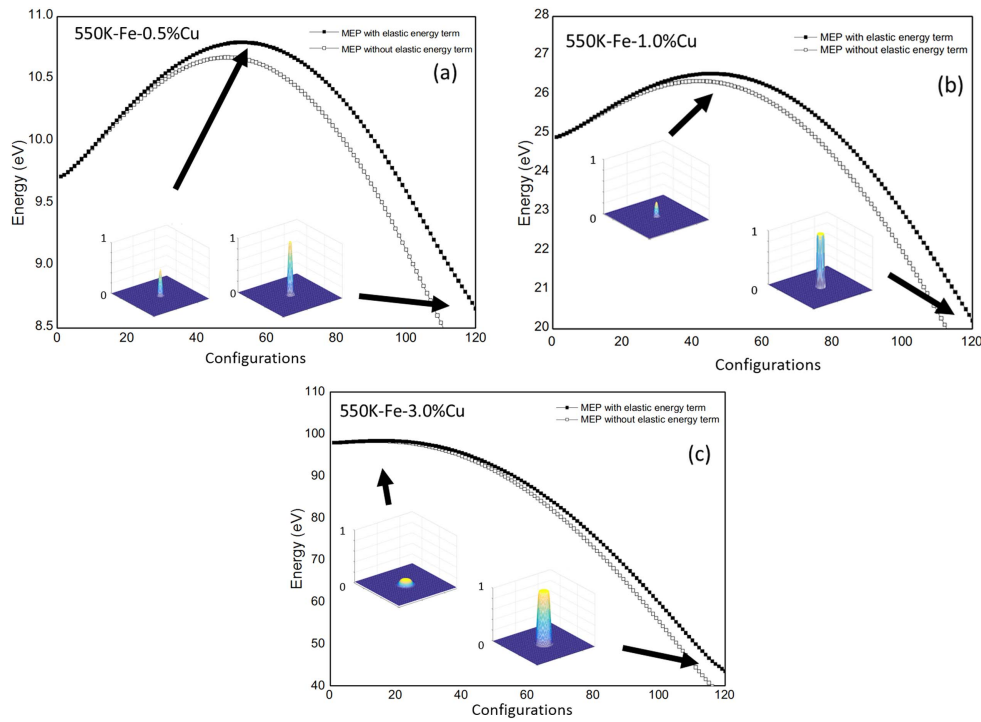 550K-Fe-0.5%Cu
MEP with elastic energy term
MEP without elastic energy term
(a)
Energy (eV)
11.0
10.5
10.0
9.5
9.0
8.5
1
0
1
0
0 20 40 60 80 100 120
Configurations
550K-Fe-1.0%Cu
MEP with elastic energy term
MEP without elastic energy term
(b)
Energy (eV)
28
27
26
25
24
23
22
21
20
1
0
1
0
0 20 40 60 80 100 120
Configurations
550K-Fe-3.0%Cu
MEP with elastic energy term
MEP without elastic energy term
(c)
Energy (eV)
110
100
90
80
70
60
50
40
1
0
1
0
0 20 40 60 80 100 120
Configurations